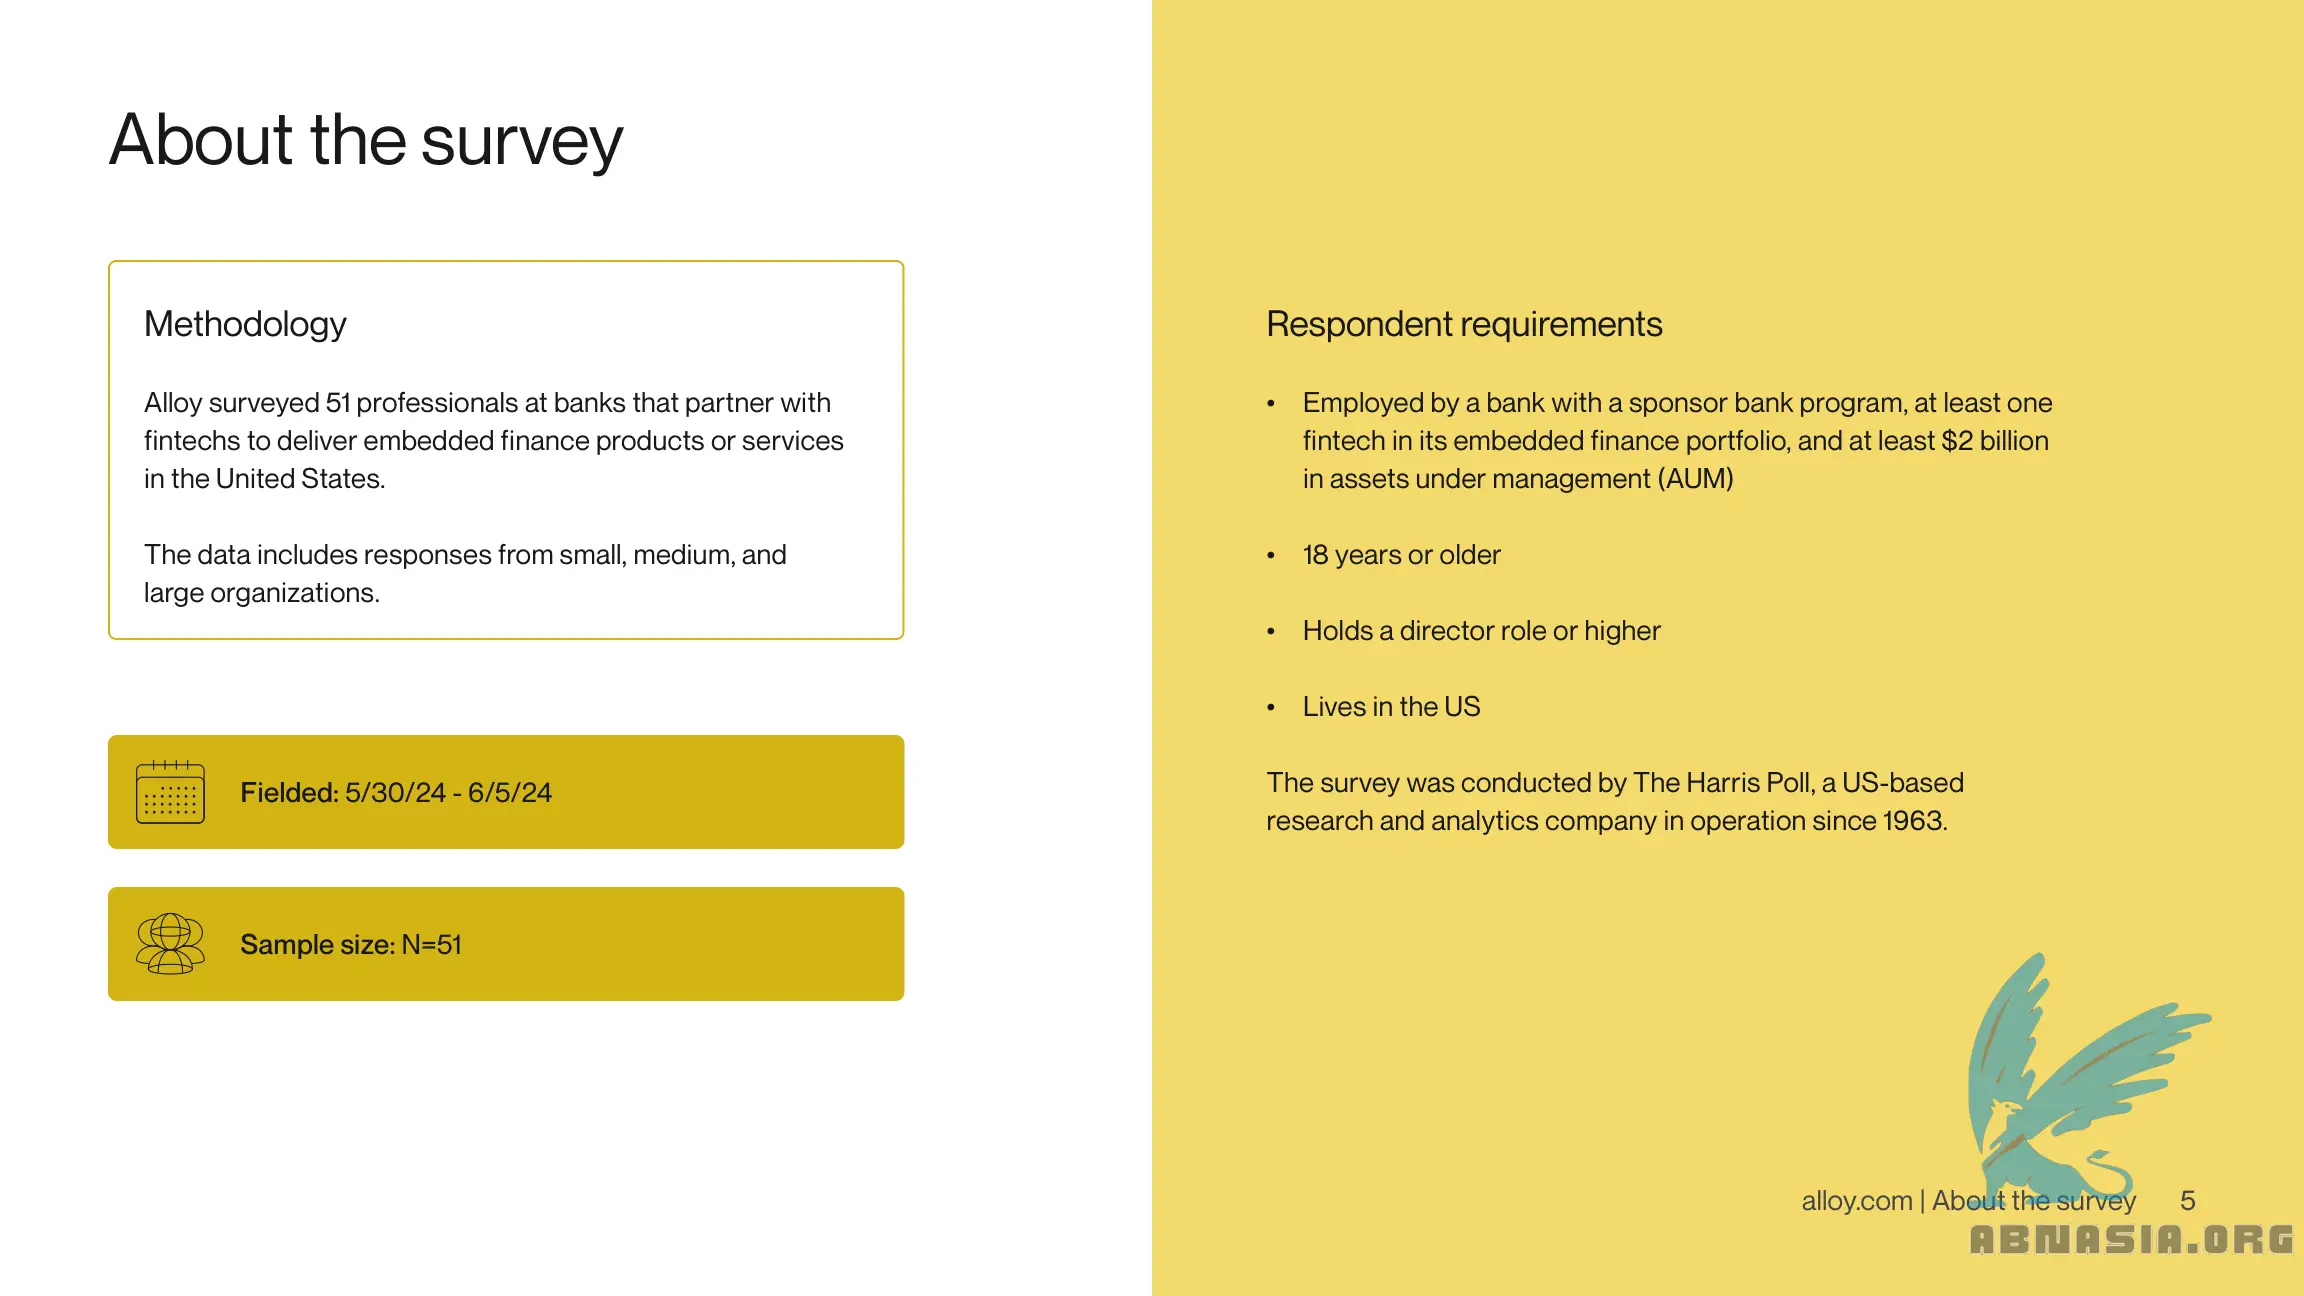 About the survey
Methodology
Alloy surveyed 51 professionals at banks that partner with
fintechs to deliver embedded finance products or services
in the United States.
The data includes responses from small, medium, and
large organizations.
Fielded: 5/30/24 - 6/5/24
Sample size: N=51
Respondent requirements
• Employed by a bank with a sponsor bank program, at least one
fintech in its embedded finance portfolio, and at least $2 billion
in assets under management (AUM)
• 18 years or older
• Holds a director role or higher
• Lives in the US
The survey was conducted by The Harris Poll, a US-based
research and analytics company in operation since 1963.
alloy.com | About the survey 5
ABNASIA.ORG